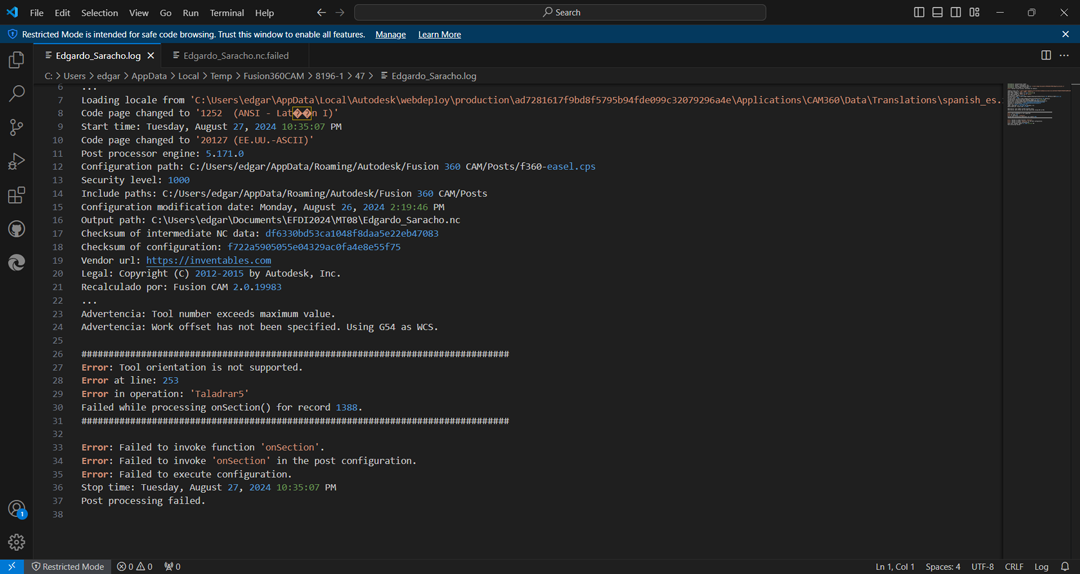 File Edit Selection View Go Run Terminal Help
Search
Restricted Mode is intended for safe code browsing. Trust this window to enable all features. Manage Learn More
Edgardo_Saracho.log
Edgardo_Saracho.nc.failed
C: > Users > edgar > AppData > Local > Temp > Fusion360CAM > 8196-1 > 47 > Edgardo_Saracho.log
6 ...
7 Loading locale from 'C:\Users\edgar\AppData\Local\Autodesk\webdeploy\production\ad7281617f9bd8f5795b94fde099c32079296a4e\Applications\CAM360\Data\Translations\spanish_es.
8 Code page changed to '1252  (ANSI - Lat��n I)'
9 Start time: Tuesday, August 27, 2024 10:35:07 PM
10 Code page changed to '20127 (EE.UU.-ASCII)'
11 Post processor engine: 5.171.0
12 Configuration path: C:/Users/edgar/AppData/Roaming/Autodesk/Fusion 360 CAM/Posts/f360-easel.cps
13 Security level: 1000
14 Include paths: C:/Users/edgar/AppData/Roaming/Autodesk/Fusion 360 CAM/Posts
15 Configuration modification date: Monday, August 26, 2024 2:19:46 PM
16 Output path: C:\Users\edgar\Documents\EFDI2024\MT08\Edgardo_Saracho.nc
17 Checksum of intermediate NC data: df6330bd53ca1048f8daa5e22eb47083
18 Checksum of configuration: f722a5905055e04329ac0fa4e8e55f75
19 Vendor url: https://inventables.com
20 Legal: Copyright (C) 2012-2015 by Autodesk, Inc.
21 Recalculado por: Fusion CAM 2.0.19983
22 ...
23 Advertencia: Tool number exceeds maximum value.
24 Advertencia: Work offset has not been specified. Using G54 as WCS.
25
26 ###############################################################################
27 Error: Tool orientation is not supported.
28 Error at line: 253
29 Error in operation: 'Taladrar5'
30 Failed while processing onSection() for record 1388.
31 ###############################################################################
32
33 Error: Failed to invoke function 'onSection'.
34 Error: Failed to invoke 'onSection' in the post configuration.
35 Error: Failed to execute configuration.
36 Stop time: Tuesday, August 27, 2024 10:35:07 PM
37 Post processing failed.
38
1
Restricted Mode 0 0 0 Ln 1, Col 1 Spaces: 4 UTF-8 CRLF Log